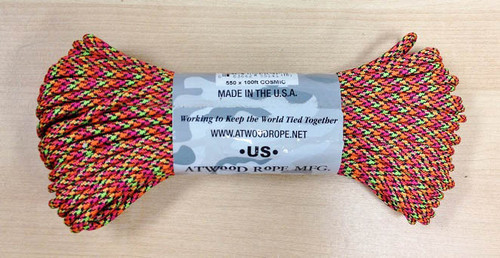 550 x 100ft COSMIC
MADE IN THE U.S.A.
Working to Keep the World Tied Together
WWW.ATWOODROPE.NET
•US•
ATWOOD ROPE MFG.